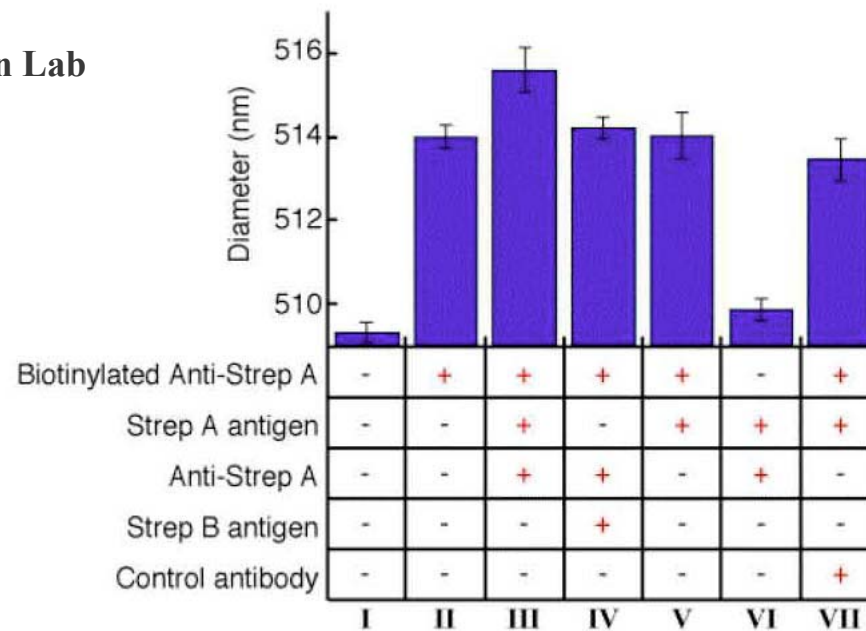 Lab
516
514
512
510
Diameter (nm)
Biotinylated Anti-Strep A - + + + + - +
Strep A antigen - - + - + + +
Anti-Strep A - - + + - + -
Strep B antigen - - - + - - -
Control antibody - - - - - - +
I II III IV V VI VII